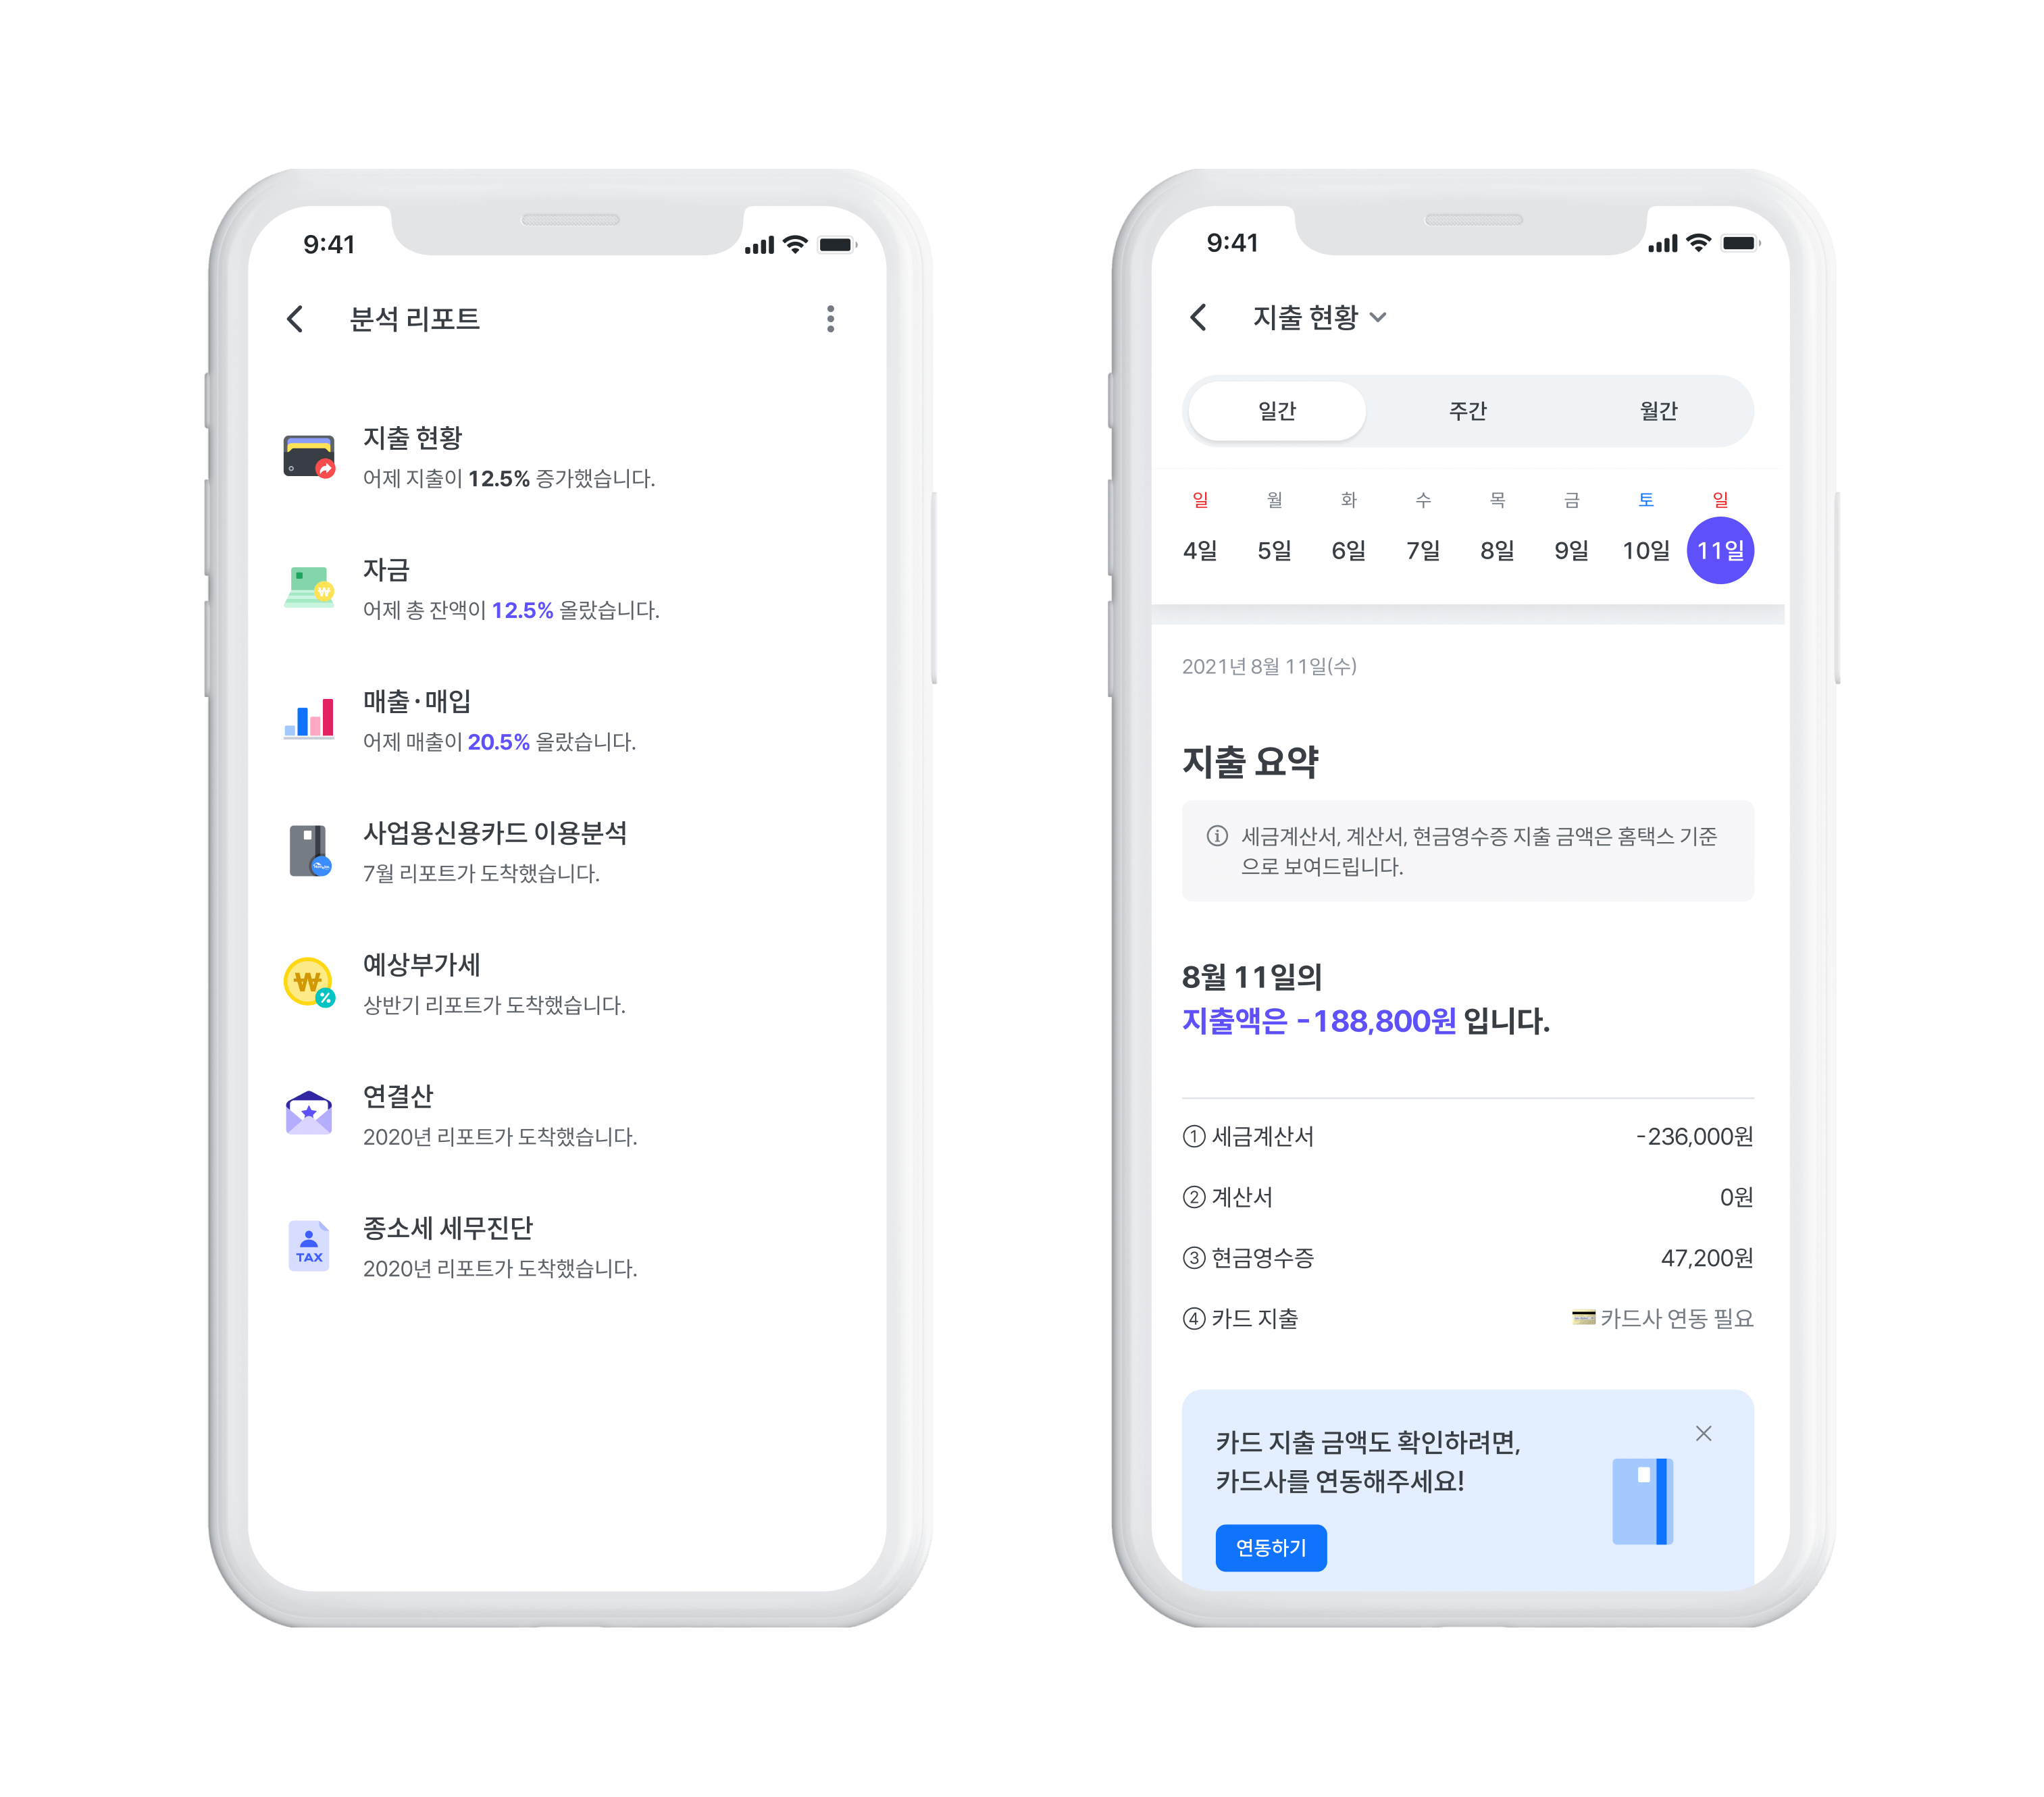 9:41
분석 리포트
지출 현황
어제 지출이 12.5% 증가했습니다.
자금
어제 총 잔액이 12.5% 올랐습니다.
매출·매입
어제 매출이 20.5% 올랐습니다.
사업용신용카드 이용분석
7월 리포트가 도착했습니다.
예상부가세
상반기 리포트가 도착했습니다.
연결산
2020년 리포트가 도착했습니다.
TAX
종소세 세무진단
2020년 리포트가 도착했습니다.
9:41
지출 현황
일간 주간 월간
일 월 화 수 목 금 토 일
4일 5일 6일 7일 8일 9일 10일 11일
2021년 8월 11일(수)
지출 요약
세금계산서, 계산서, 현금영수증 지출 금액은 홈택스 기준
으로 보여드립니다.
8월 11일의
지출액은 -188,800원 입니다.
① 세금계산서 -236,000원
② 계산서 0원
③ 현금영수증 47,200원
④ 카드 지출 카드사 연동 필요
카드 지출 금액도 확인하려면,
카드사를 연동해주세요!
연동하기